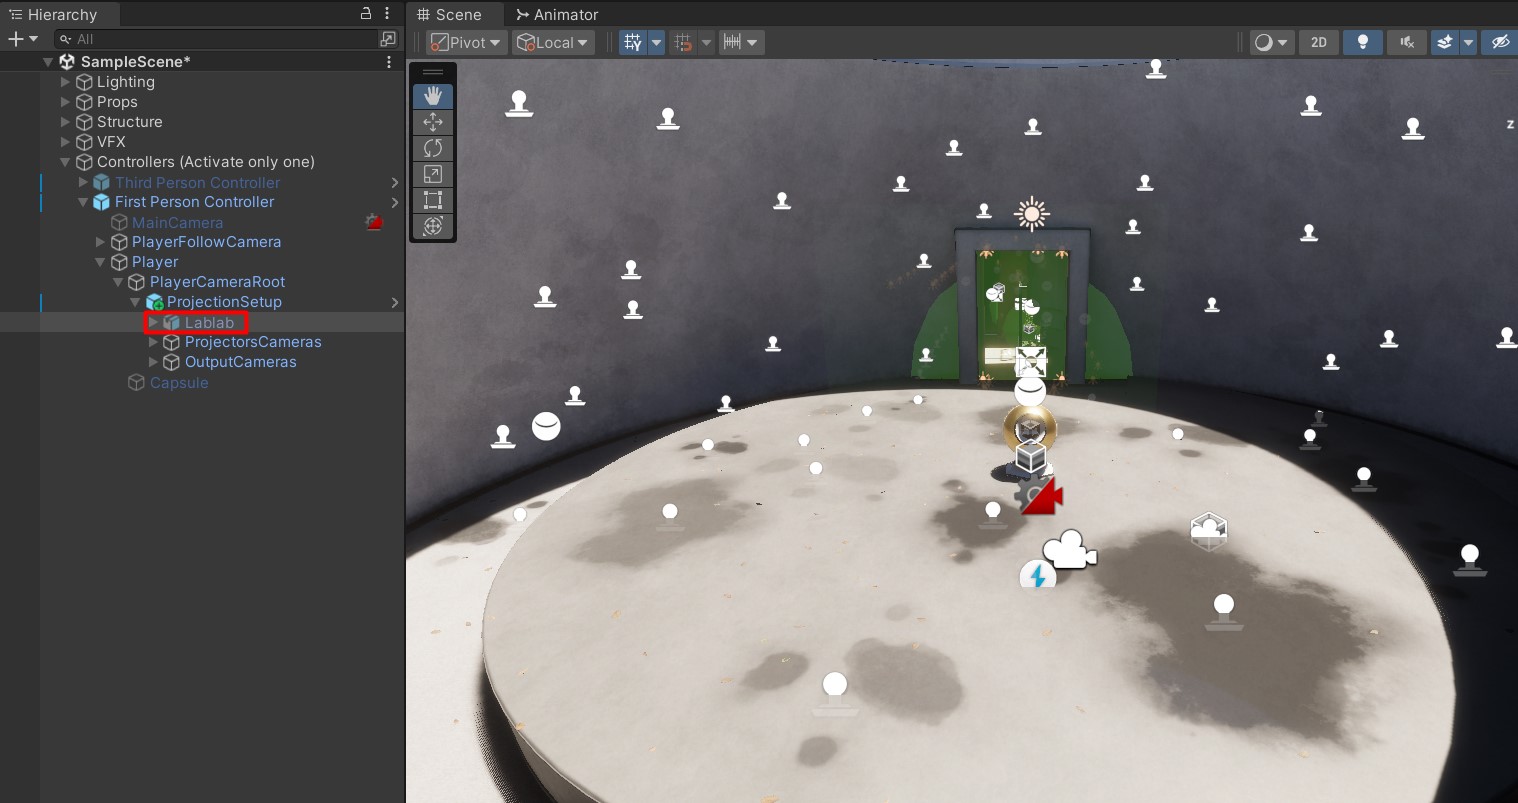 Hierarchy
All
SampleScene*
Lighting
Props
Structure
VFX
Controllers (Activate only one)
Third Person Controller
First Person Controller
MainCamera
PlayerFollowCamera
Player
PlayerCameraRoot
ProjectionSetup
Lablab
ProjectorsCameras
OutputCameras
Capsule
Scene Animator
Pivot Local 2D
z